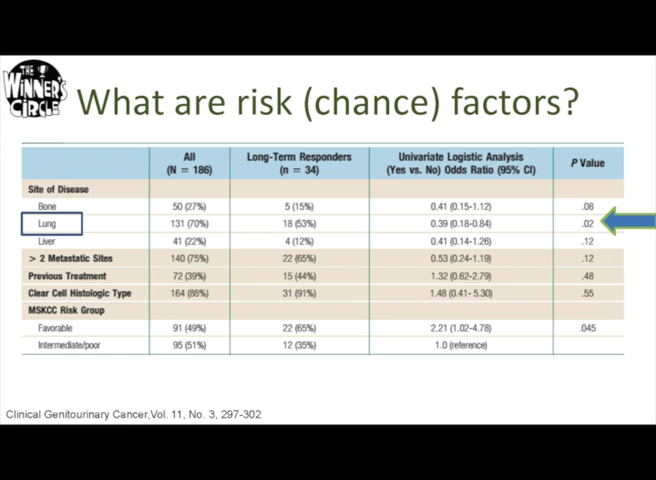 THE
WINNER'S
CIRCLE
What are risk (chance) factors?
All Long-Term Responders Univariate Logistic Analysis P Value
(N = 186) (n = 34) (Yes vs. No) Odds Ratio (95% CI)
Site of Disease
Bone 50 (27%) 5 (15%) 0.41 (0.15-1.12) .08
Lung 131 (70%) 18 (53%) 0.39 (0.18-0.84) .02
Liver 41 (22%) 4 (12%) 0.41 (0.14-1.26) .12
> 2 Metastatic Sites 140 (75%) 22 (65%) 0.53 (0.24-1.19) .12
Previous Treatment 72 (39%) 15 (44%) 1.32 (0.62-2.79) .48
Clear Cell Histologic Type 164 (88%) 31 (91%) 1.48 (0.41- 5.30) .55
MSKCC Risk Group
Favorable 91 (49%) 22 (65%) 2.21 (1.02-4.78) .045
Intermediate/poor 95 (51%) 12 (35%) 1.0 (reference)
Clinical Genitourinary Cancer,Vol. 11, No. 3, 297-302